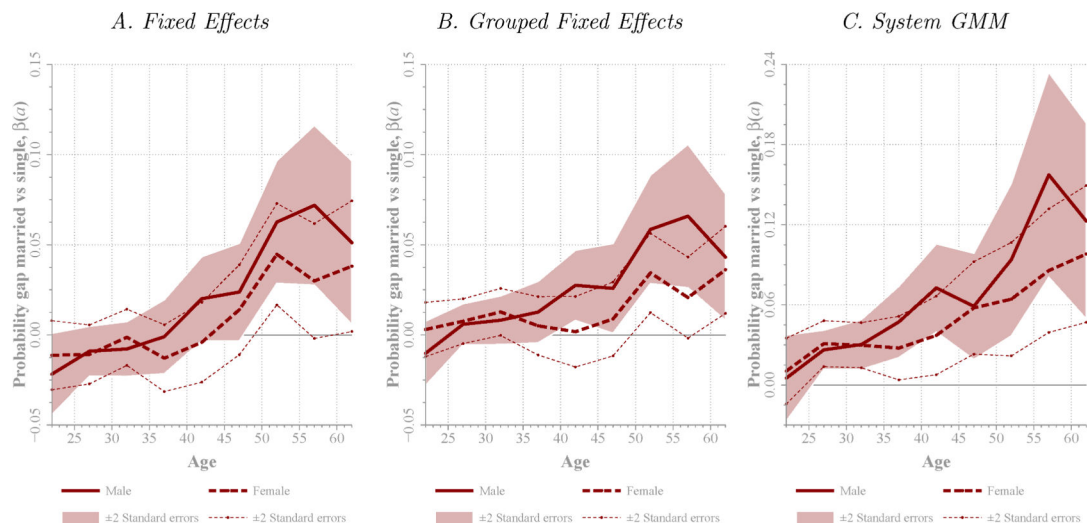 A. Fixed Effects
Probability gap married vs single, β(a)
0.15
0.10
0.05
0.00
−0.05
25 30 35 40 45 50 55 60
Age
Male Female
±2 Standard errors ±2 Standard errors
B. Grouped Fixed Effects
Probability gap married vs single, β(a)
0.15
0.10
0.05
0.00
−0.05
25 30 35 40 45 50 55 60
Age
Male Female
±2 Standard errors ±2 Standard errors
C. System GMM
Probability gap married vs single, β(a)
0.24
0.18
0.12
0.06
0.00
25 30 35 40 45 50 55 60
Age
Male Female
±2 Standard errors ±2 Standard errors